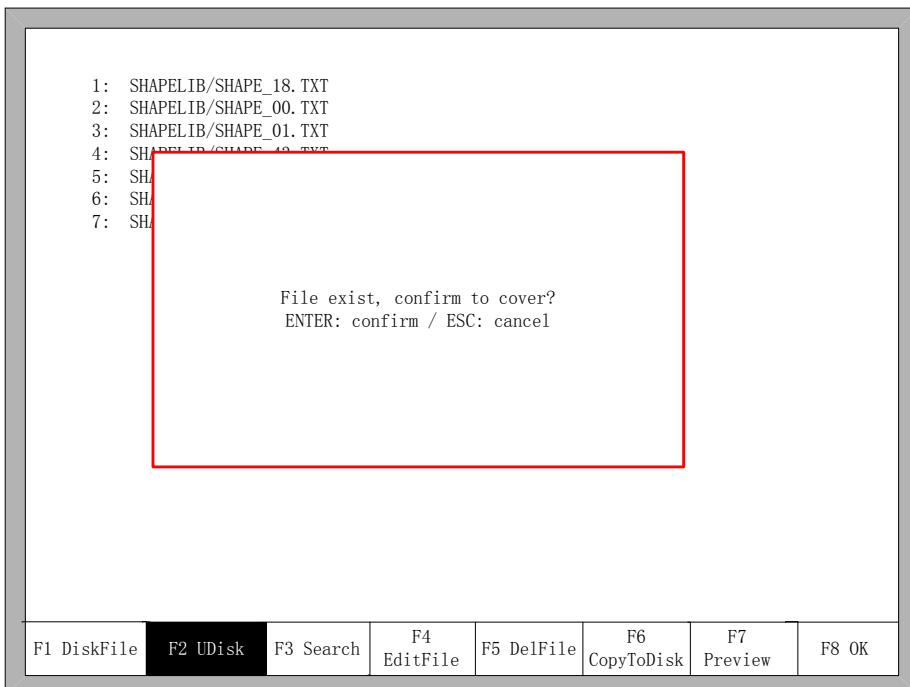 1: SHAPELIB/SHAPE_18.TXT
2: SHAPELIB/SHAPE_00.TXT
3: SHAPELIB/SHAPE_01.TXT
4:
5:
6:
7:
File exist, confirm to cover?
ENTER: confirm / ESC: cancel
F1 DiskFile F2 UDisk F3 Search F4 EditFile F5 DelFile F6 CopyToDisk F7 Preview F8 OK